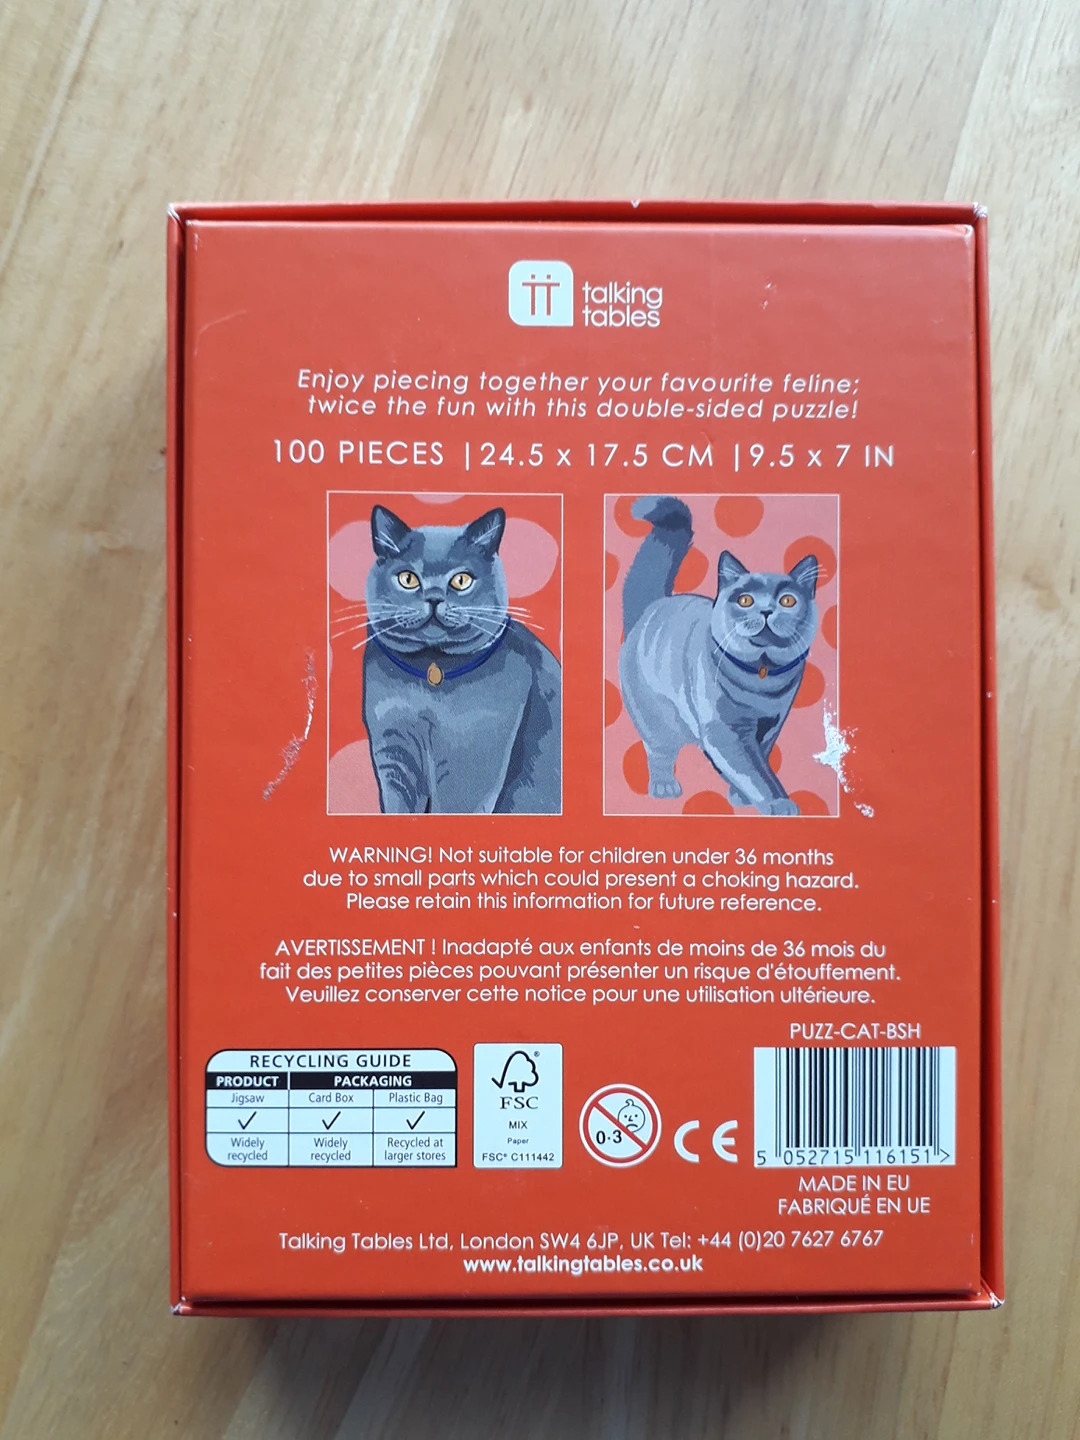 talking
tables
Enjoy piecing together your favourite feline;
twice the fun with this double-sided puzzle!
100 PIECES | 24.5 x 17.5 CM | 9.5 x 7 IN
WARNING! Not suitable for children under 36 months
due to small parts which could present a choking hazard.
Please retain this information for future reference.
AVERTISSEMENT ! Inadapté aux enfants de moins de 36 mois du
fait des petites pièces pouvant présenter un risque d'étouffement.
Veuillez conserver cette notice pour une utilisation ultérieure.
RECYCLING GUIDE
PRODUCT PACKAGING
Jigsaw Card Box Plastic Bag
✓ ✓ ✓
Widely Widely Recycled at
recycled recycled larger stores
®
FSC
MIX
Paper
FSC® C111442
0-3
CE
PUZZ-CAT-BSH
5 052715 116151 >
MADE IN EU
FABRIQUÉ EN UE
Talking Tables Ltd, London SW4 6JP, UK Tel: +44 (0)20 7627 6767
www.talkingtables.co.uk